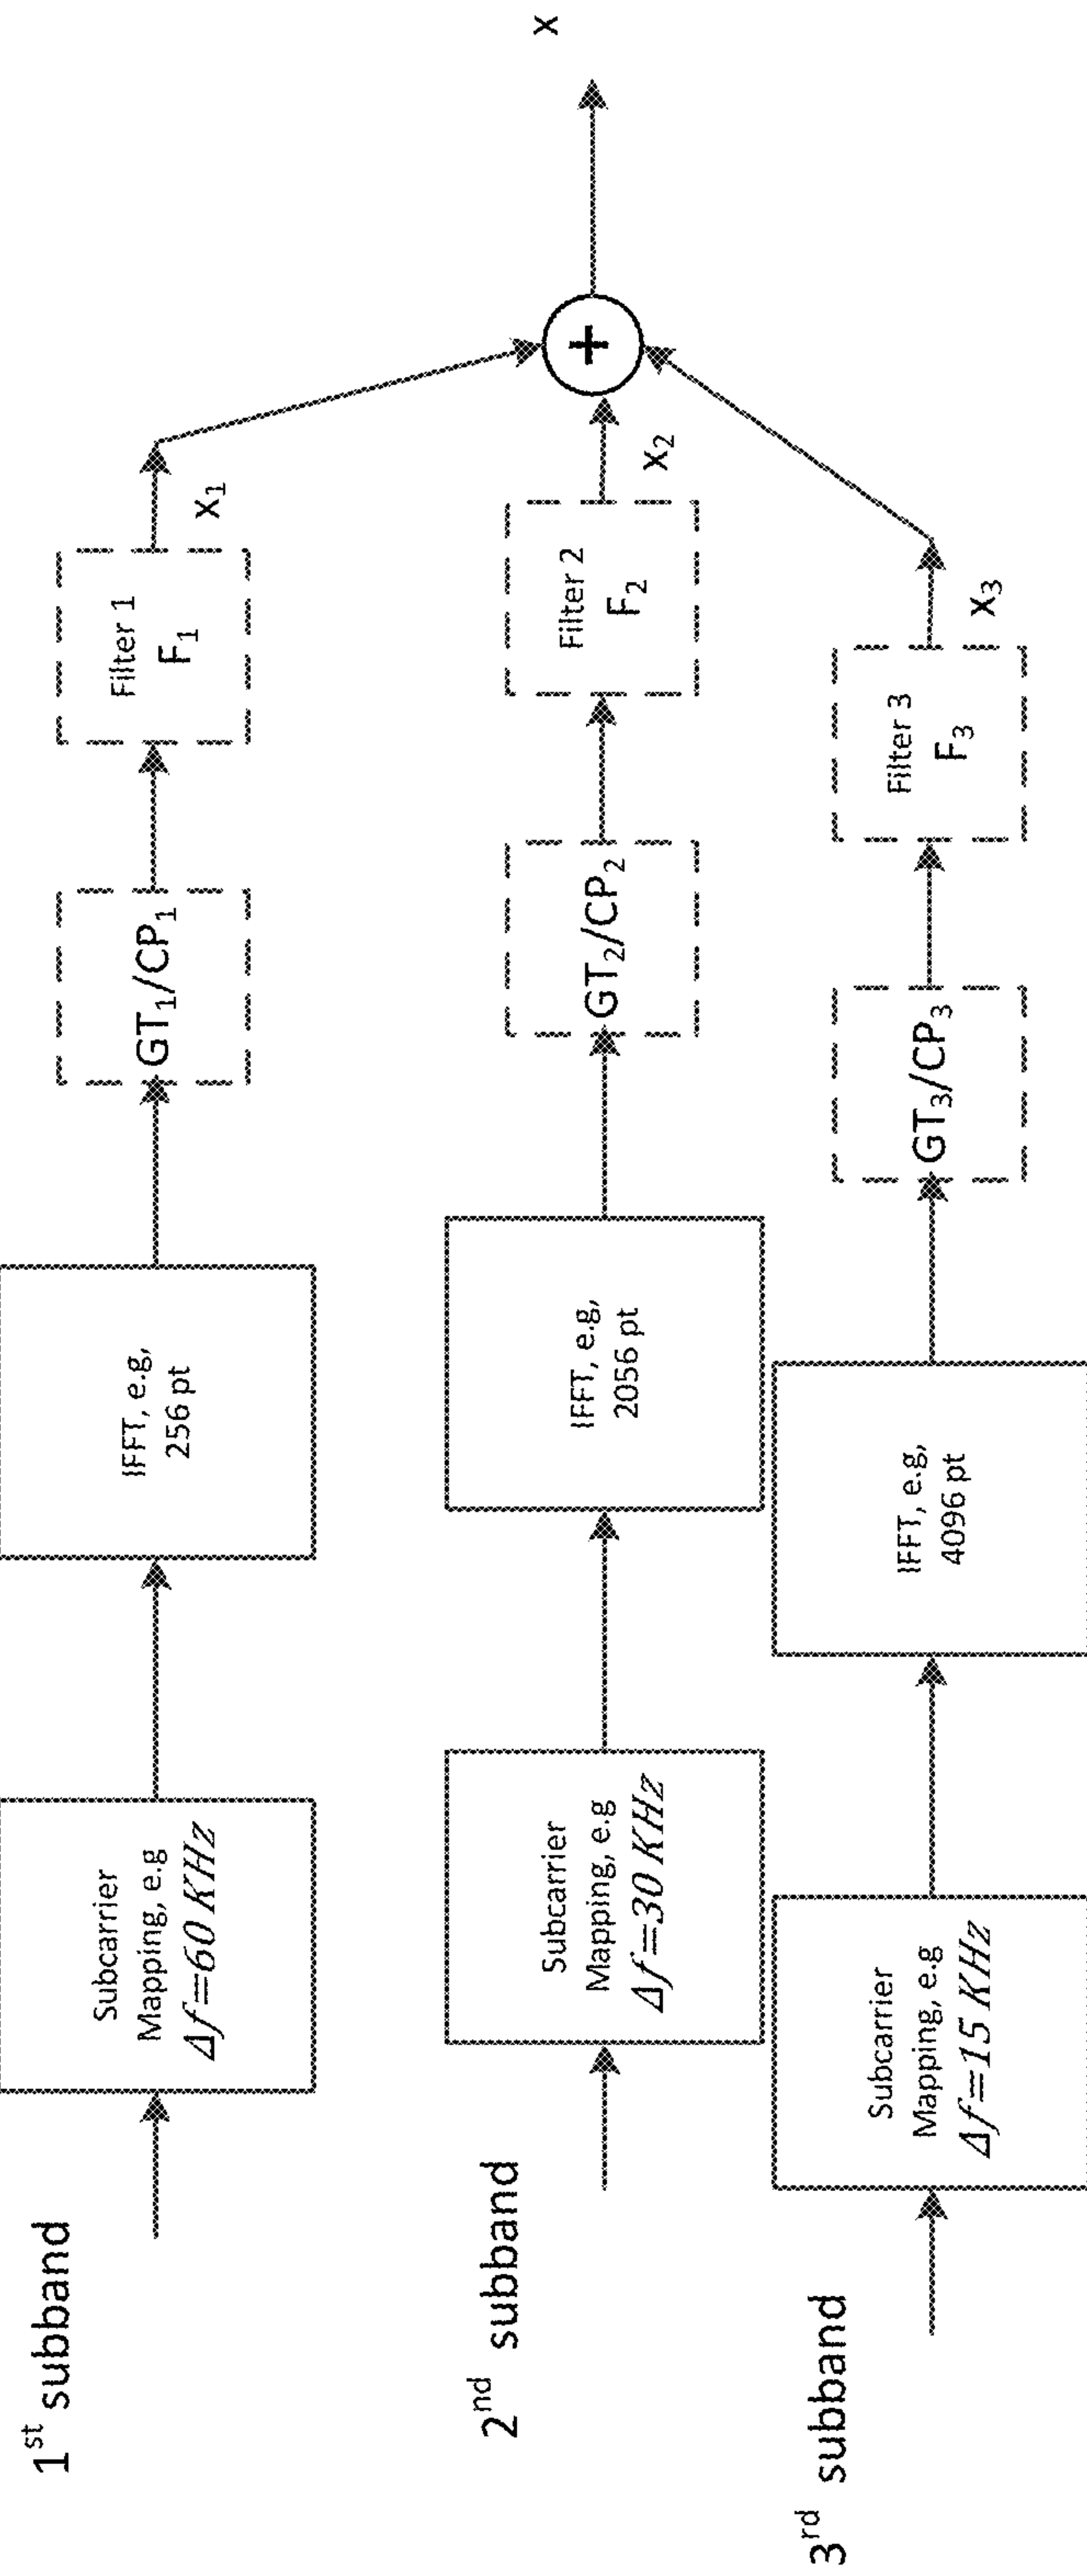 1st subband
Subcarrier
Mapping, e.g
Δf=60 KHz
IFFT, e.g,
256 pt
GT1/CP1
Filter 1
F1
x1
2nd subband
Subcarrier
Mapping, e.g
Δf=30 KHz
IFFT, e.g,
2056 pt
GT2/CP2
Filter 2
F2
x2
3rd subband
Subcarrier
Mapping, e.g
Δf=15 KHz
IFFT, e.g,
4096 pt
GT3/CP3
Filter 3
F3
x3
+
x